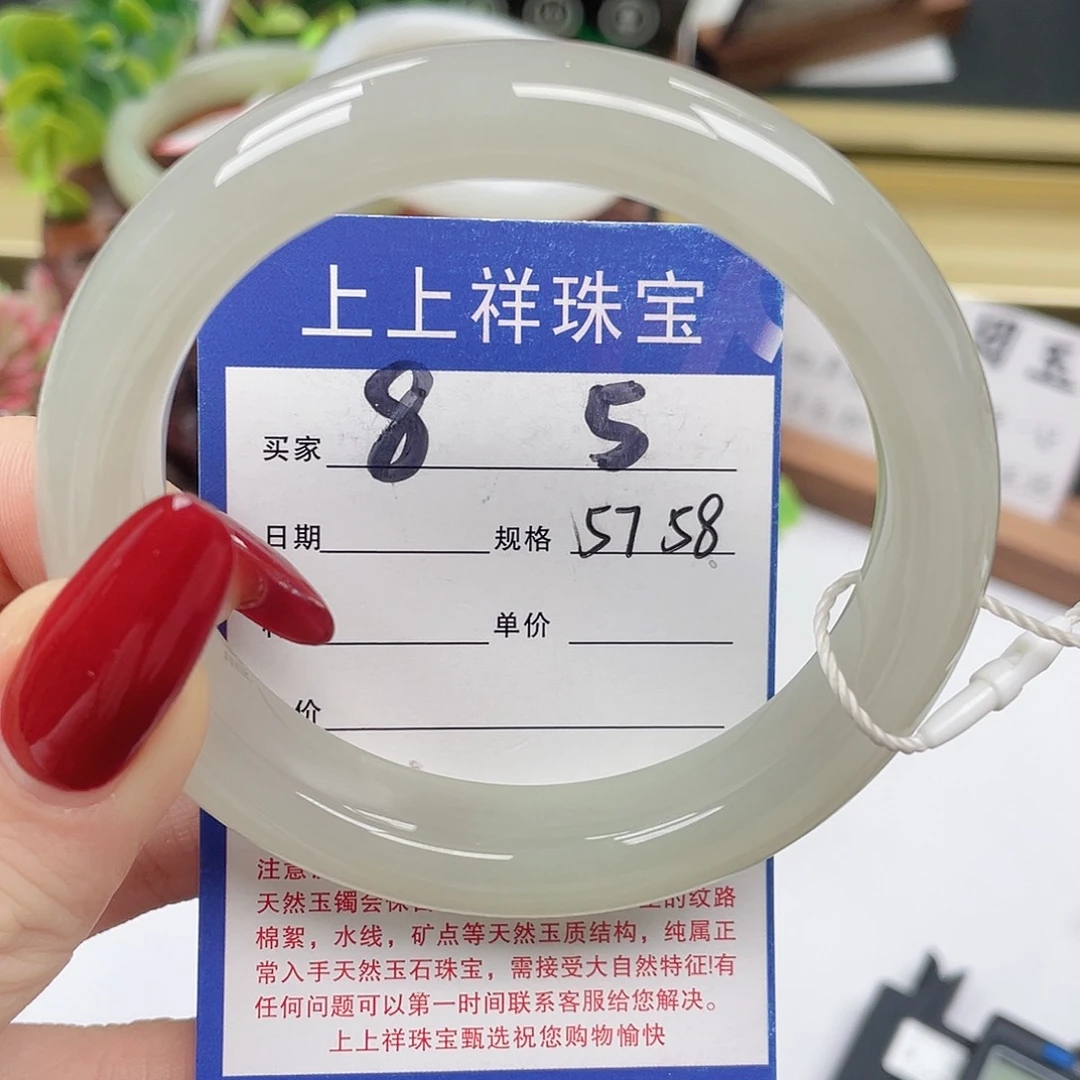 上上祥珠宝
买家 8 5
日期 规格 57 58
单价
价
注意
天然玉镯会保 的纹路
棉絮，水线，矿点等天然玉质结构，纯属正
常入手天然玉石珠宝，需接受大自然特征!有
任何问题可以第一时间联系客服给您解决。
上上祥珠宝甄选祝您购物愉快